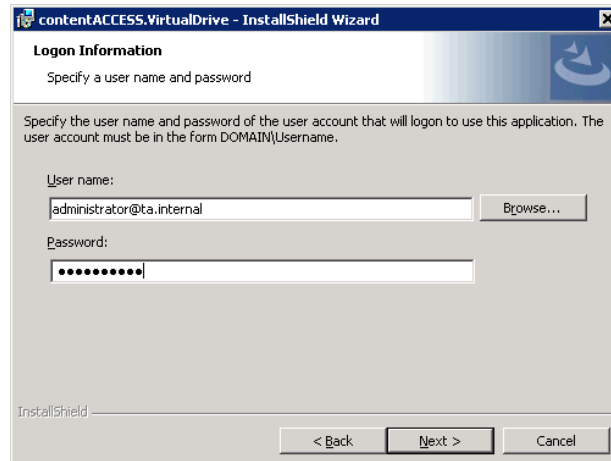 contentACCESS.VirtualDrive - InstallShield Wizard
Logon Information
Specify a user name and password
Specify the user name and password of the user account that will logon to use this application. The
user account must be in the form DOMAIN\Username.
User name:
administrator@ta.internal
Browse...
Password:
●●●●●●●●●●
InstallShield
< Back
Next >
Cancel